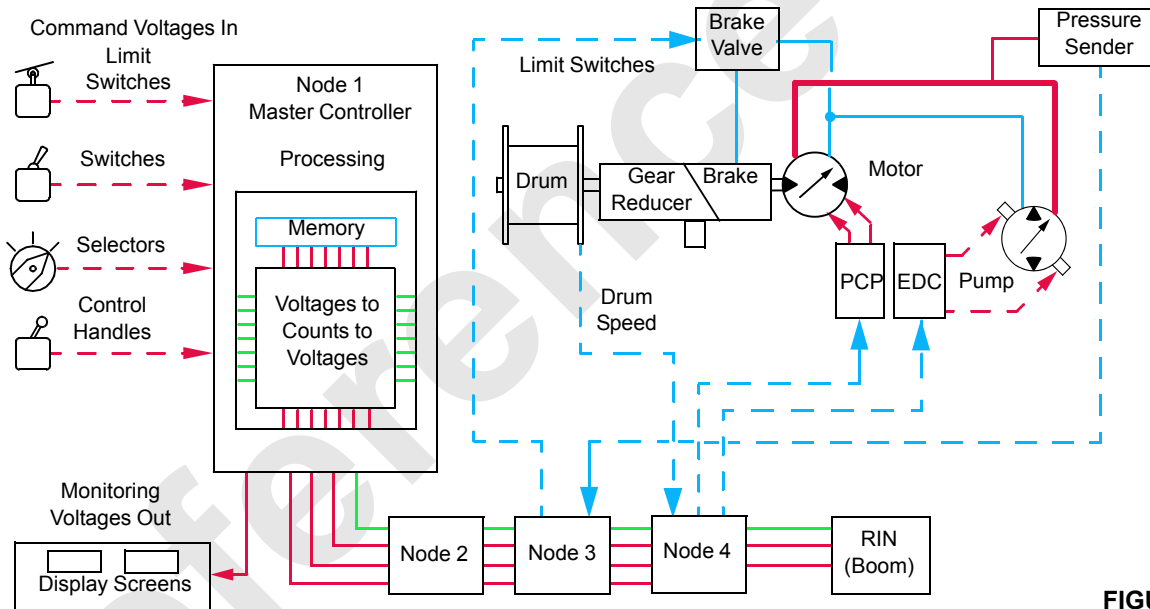 Command Voltages In
Limit
Switches
Switches
Selectors
Control
Handles
Node 1
Master Controller
Processing
Memory
Voltages to
Counts to
Voltages
Monitoring
Voltages Out
Display Screens
Node 2
Node 3
Node 4
RIN
(Boom)
Limit Switches
Brake
Valve
Pressure
Sender
Drum
Gear
Reducer
Brake
Motor
Drum
Speed
PCP
EDC
Pump
FIGU
ference